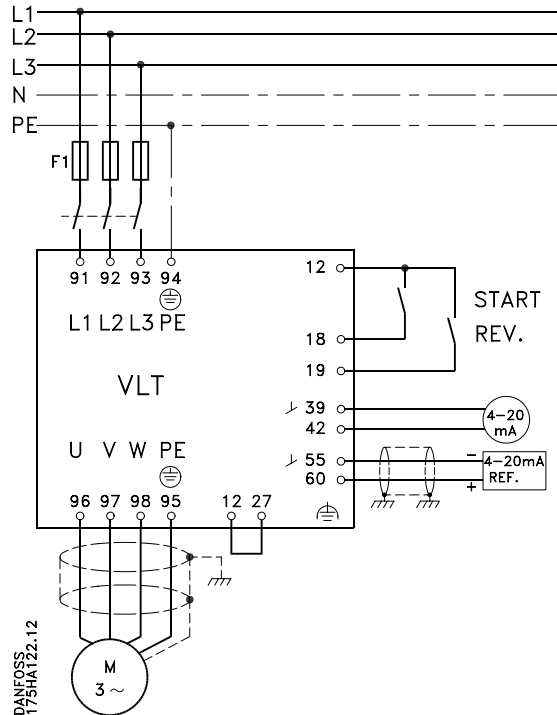 L1
L2
L3
N
PE
F1
91 92 93 94
L1 L2 L3 PE
12
START
18
REV.
19
VLT
39
42
4-20
mA
U V W PE
55
60
-
+
4-20mA
REF.
96 97 98 95
12 27
M
3~
DANFOSS
175HA122.12